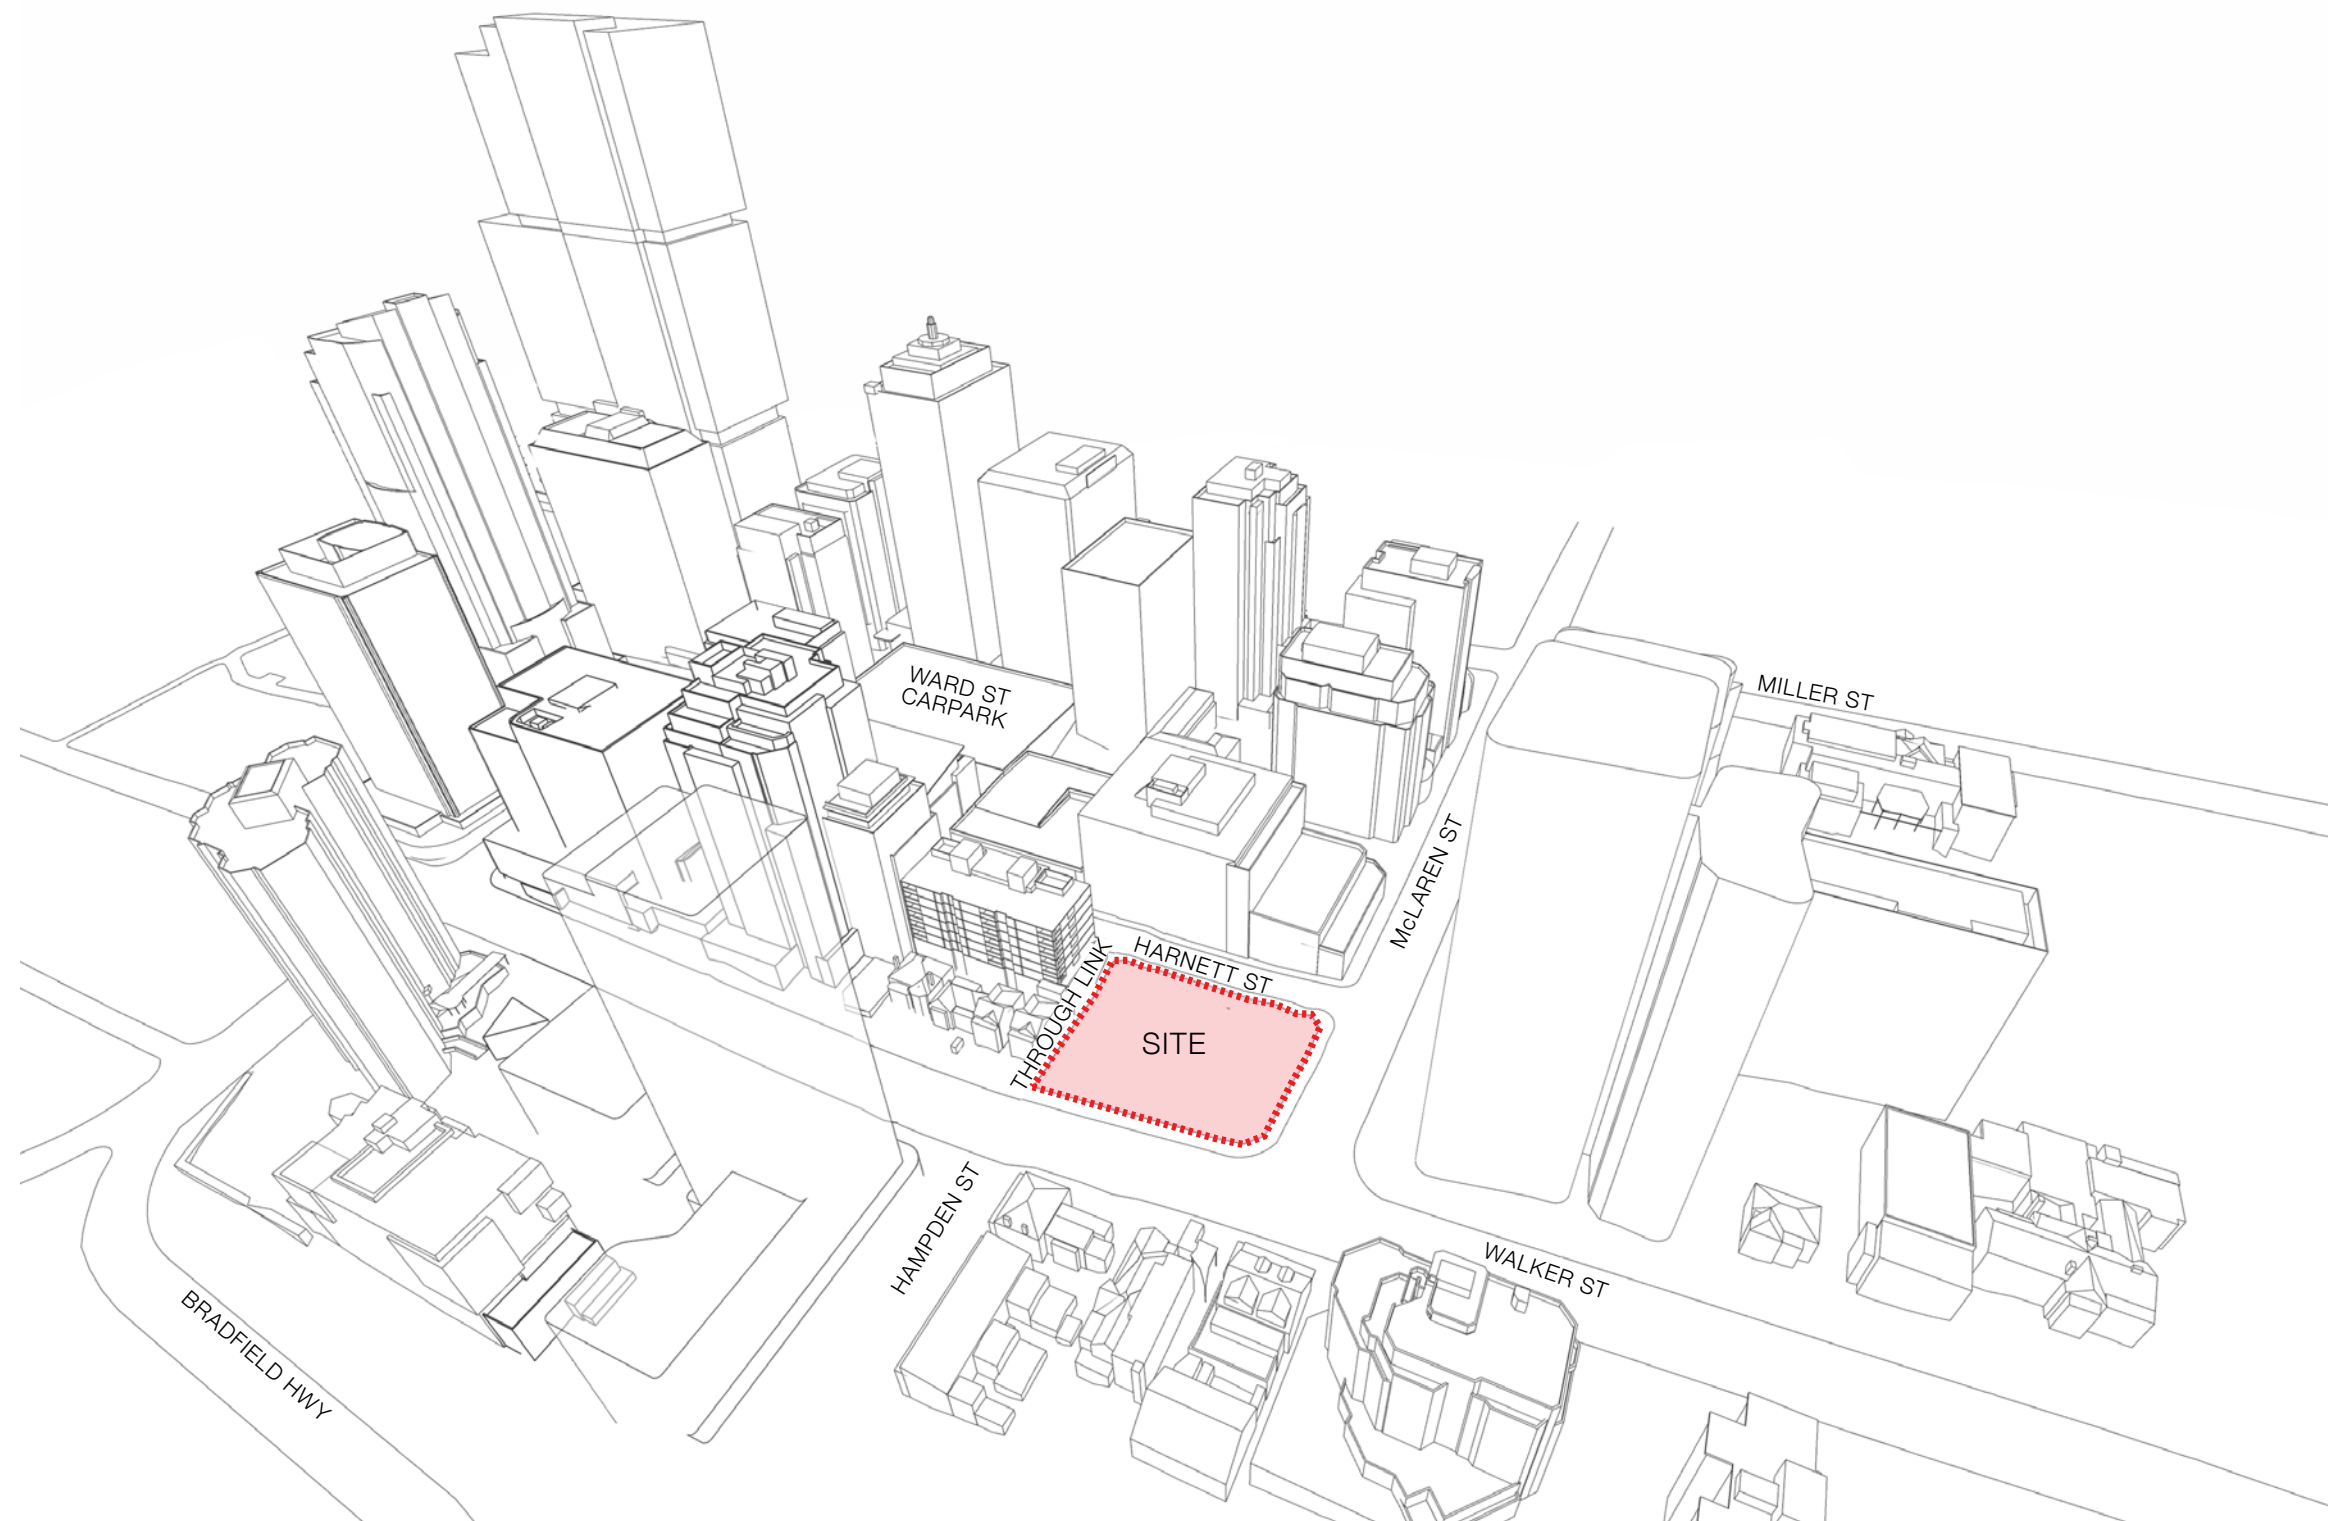 WARD ST
CARPARK
MILLER ST
McLAREN ST
HARNETT ST
THROUGH LINK
SITE
HAMPDEN ST
WALKER ST
BRADFIELD HWY